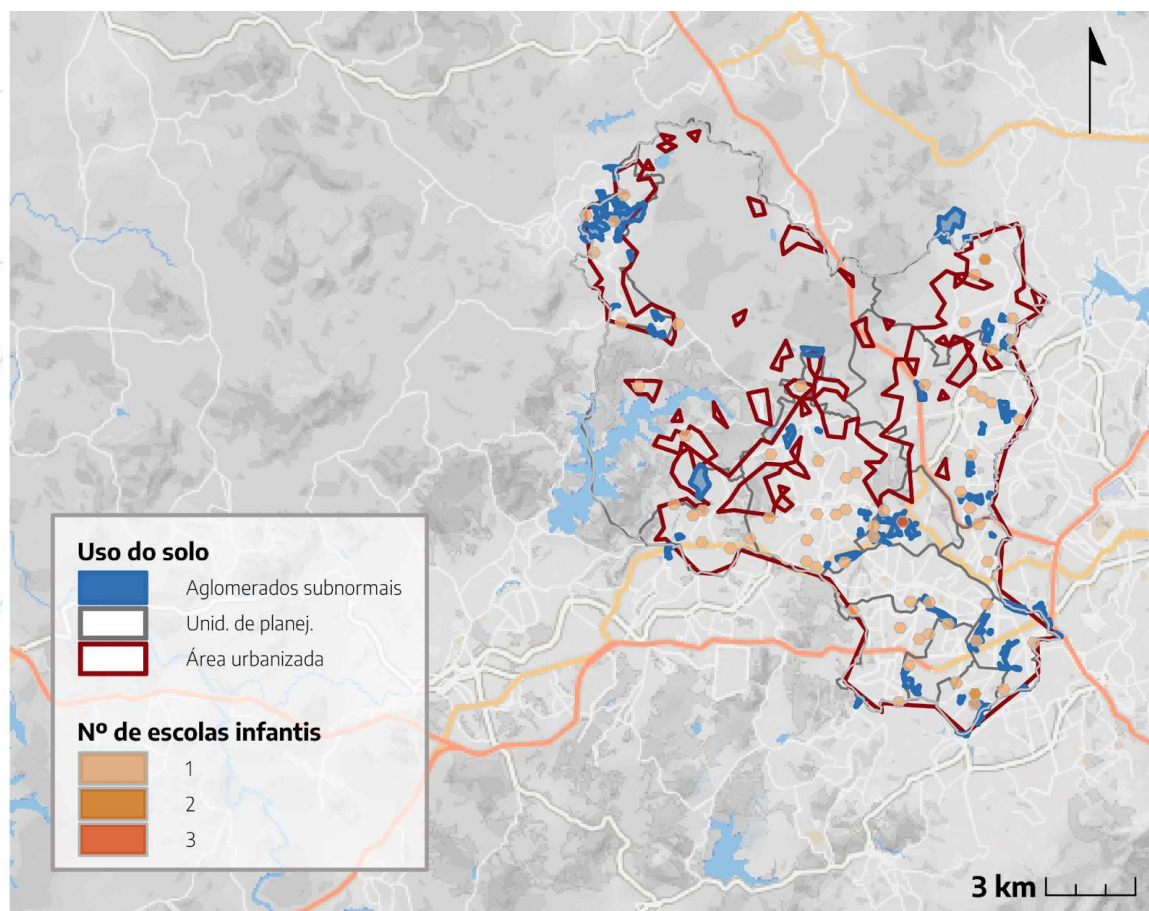 Uso do solo
Aglomerados subnormais
Unid. de planej.
Área urbanizada
Nº de escolas infantis
1
2
3
3 km